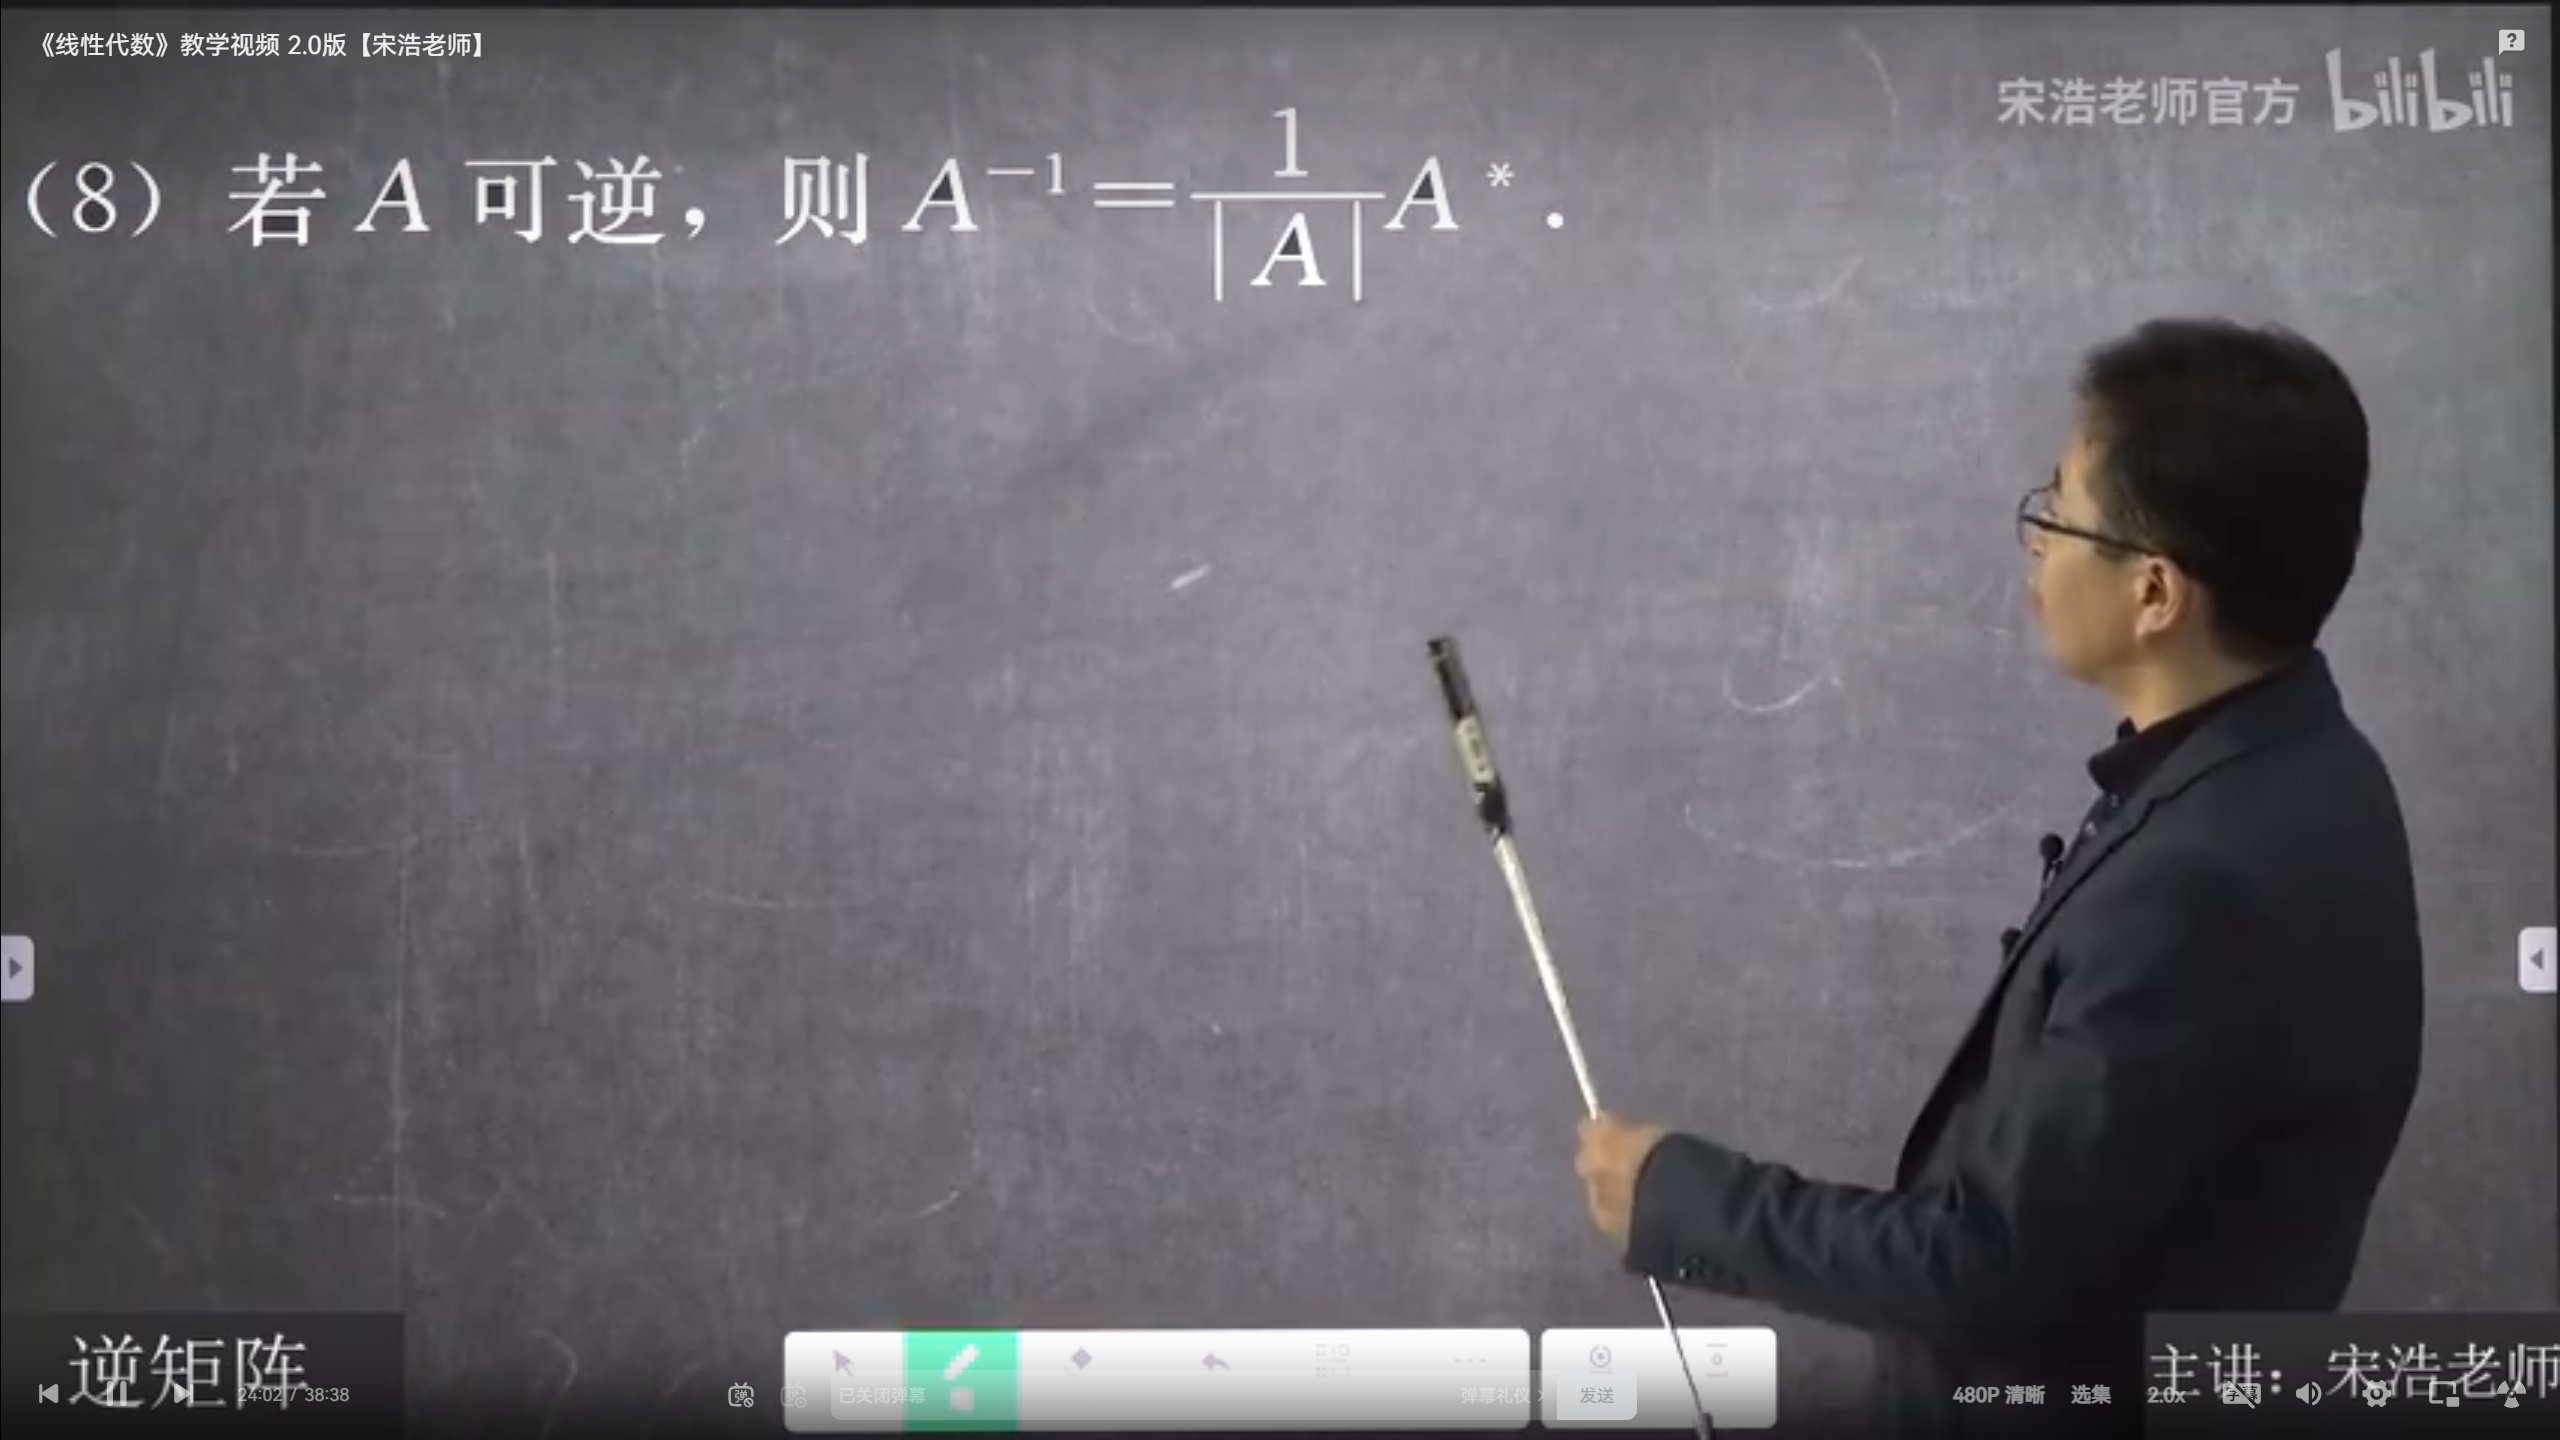 《线性代数》教学视频 2.0版【宋浩老师】
宋浩老师官方 bilibili
(8) 若 A 可逆，则 A⁻¹=1/|A| A*.
逆矩阵
主讲：宋浩老师
24:02 / 38:38
已关闭弹幕
弹幕礼仪
发送
480P 清晰
选集
2.0x